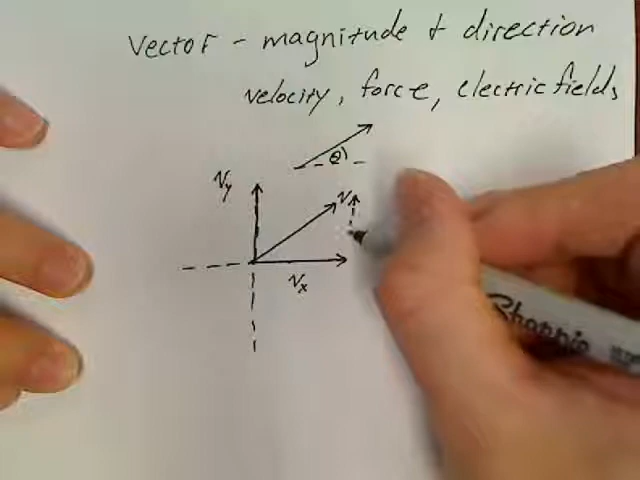 Vector - magnitude & direction
velocity, force, electric fields
θ
Vy
V
Vx
Sharpie